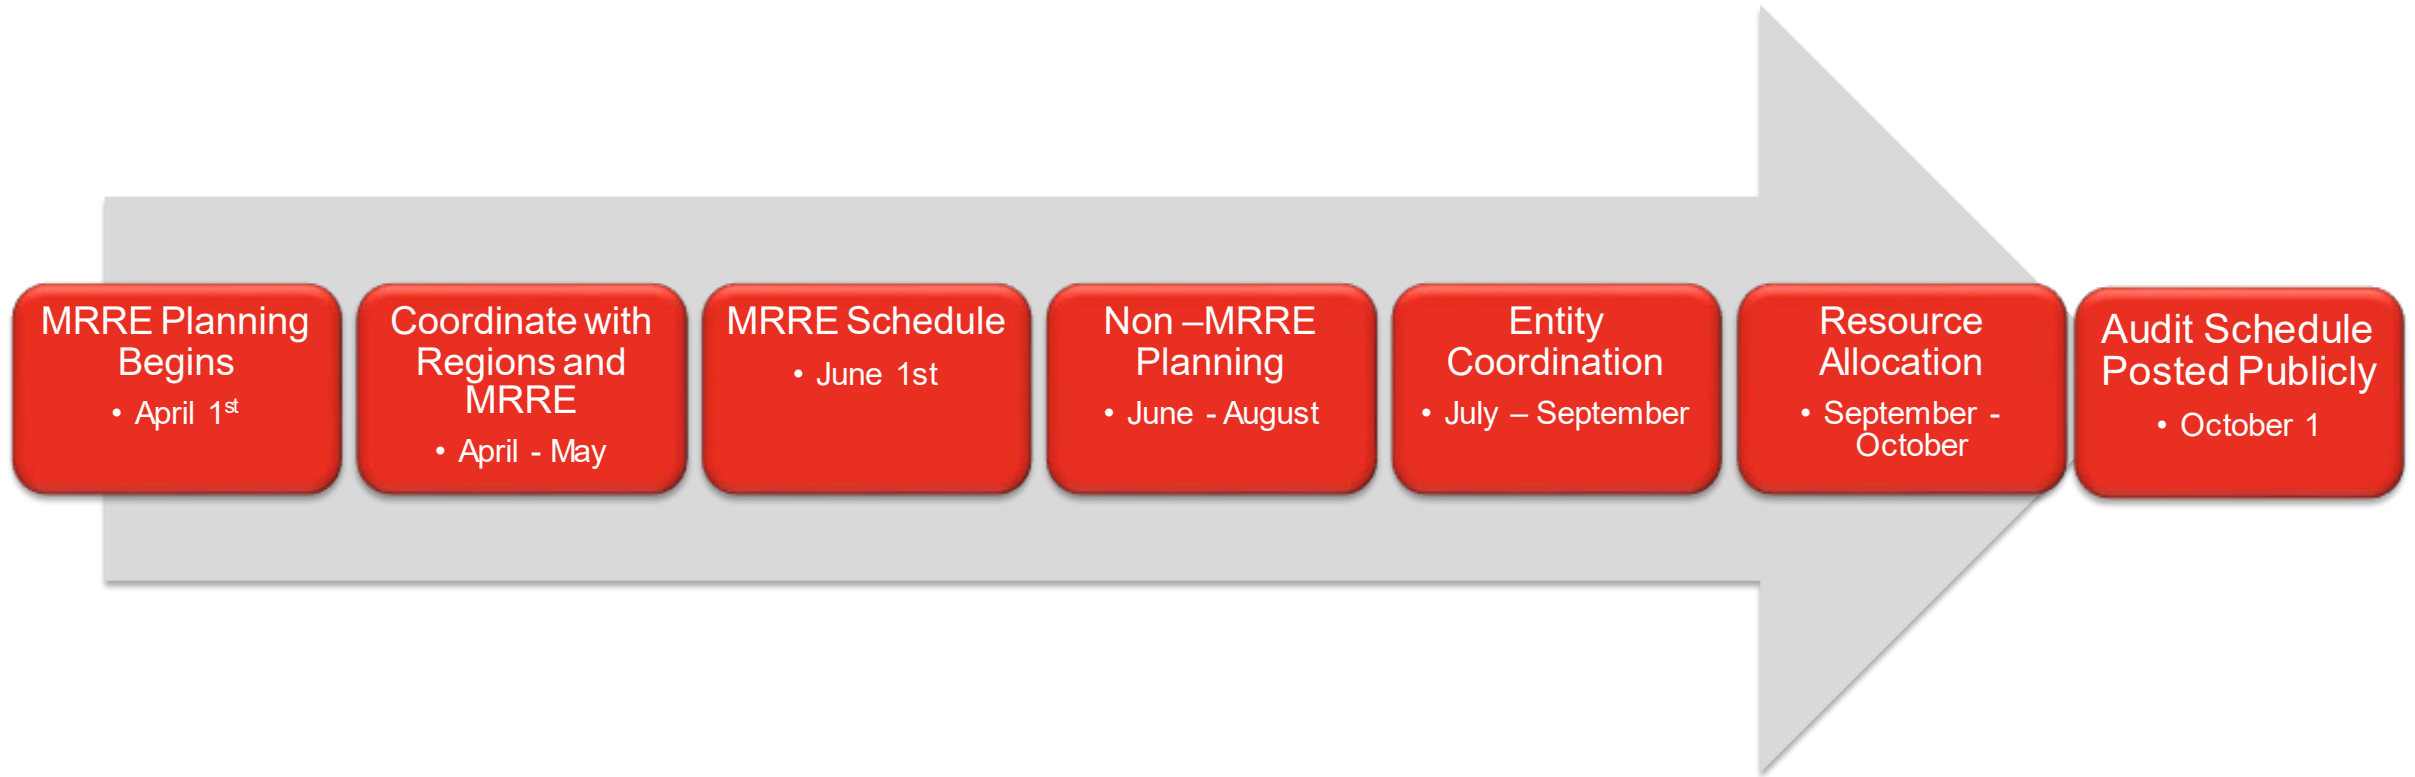 MRRE Planning
Begins
• April 1st
Coordinate with
Regions and
MRRE
• April - May
MRRE Schedule
• June 1st
Non –MRRE
Planning
• June - August
Entity
Coordination
• July – September
Resource
Allocation
• September -
October
Audit Schedule
Posted Publicly
• October 1